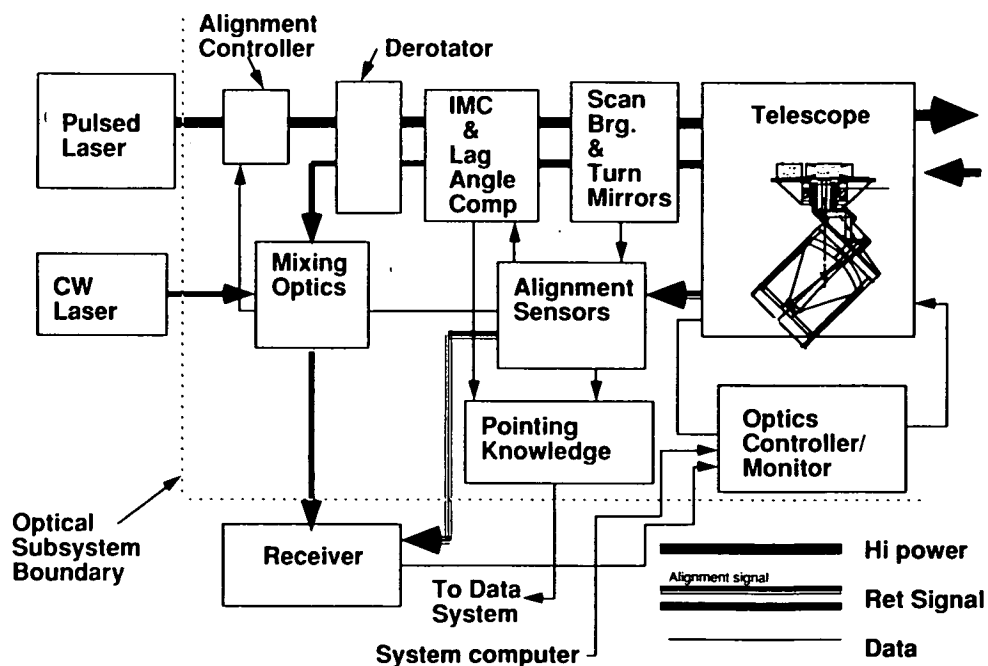 Alignment
Controller
Derotator
Pulsed
Laser
IMC
&
Lag
Angle
Comp
Scan
Brg.
&
Turn
Mirrors
Telescope
CW
Laser
Mixing
Optics
Alignment
Sensors
Pointing
Knowledge
Optics
Controller/
Monitor
Optical
Subsystem
Boundary
Receiver
To Data
System
System computer
Hi power
Alignment signal
Ret Signal
Data